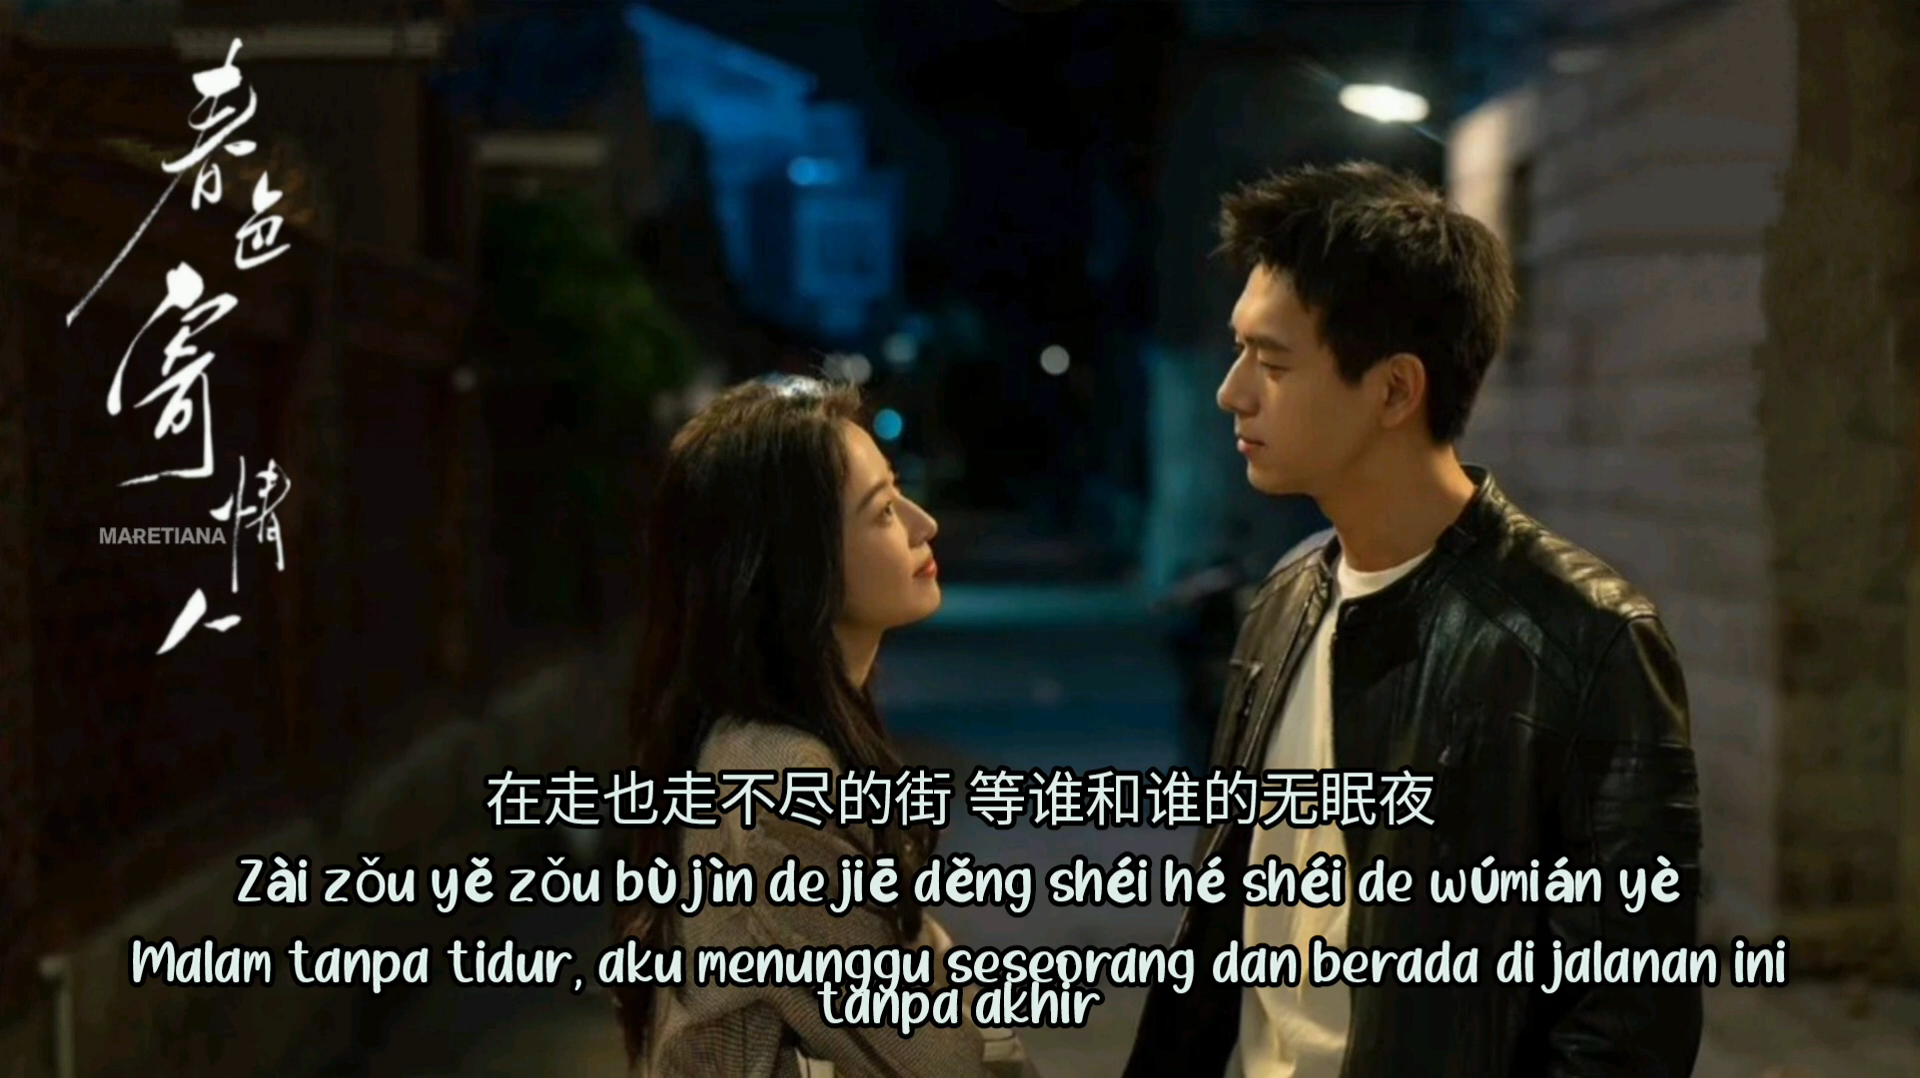 春色寄情人
MARETIANA
在走也走不尽的街 等谁和谁的无眠夜
Zài zǒu yě zǒu bù jìn de jiē děng shéi hé shéi de wúmián yè
Malam tanpa tidur, aku menunggu seseorang dan berada di jalanan ini
tanpa akhir